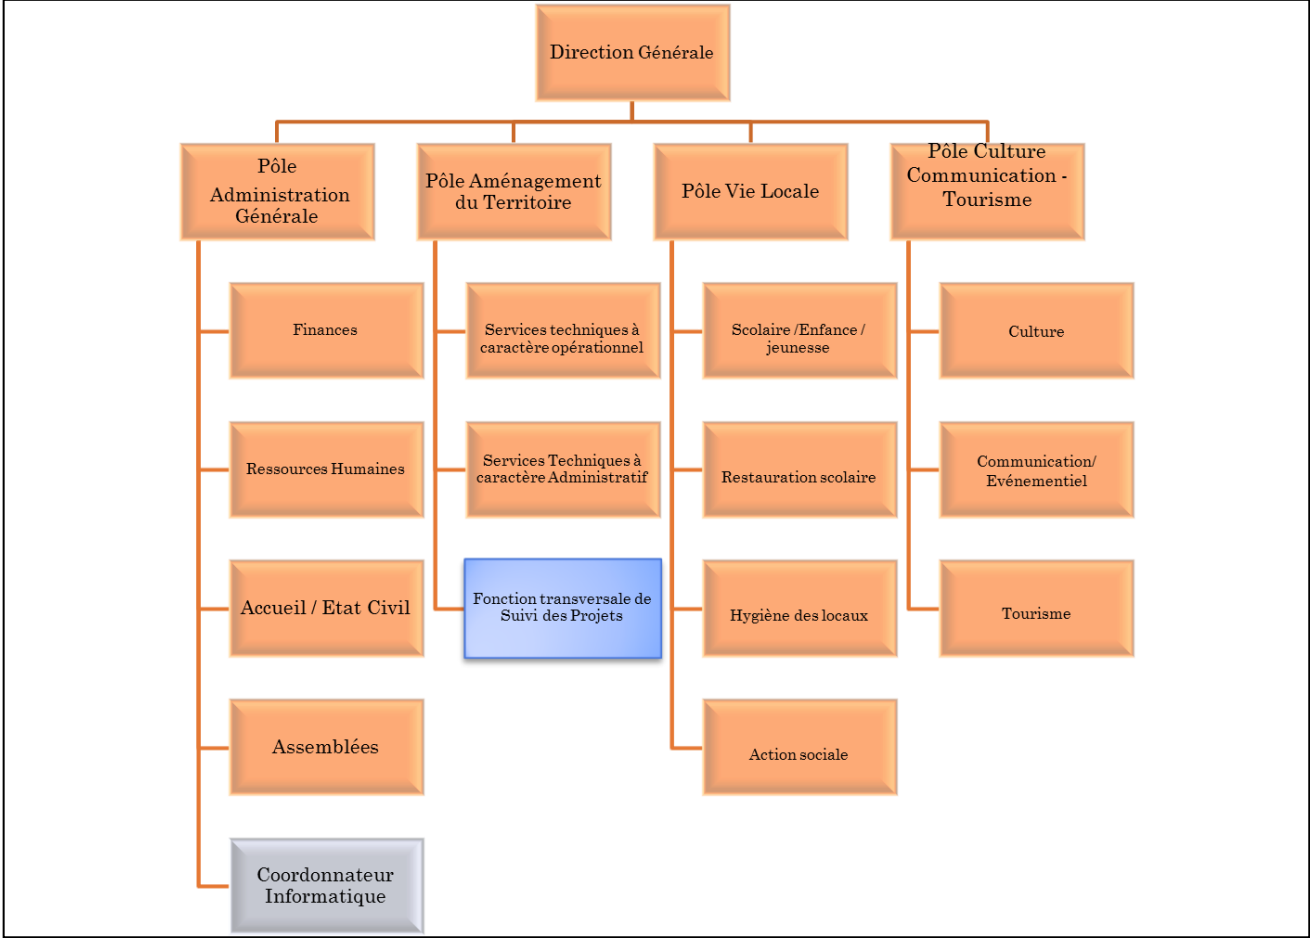 Direction Générale
Pôle
Administration
Générale
Pôle Aménagement
du Territoire
Pôle Vie Locale
Pôle Culture
Communication -
Tourisme
Finances
Ressources Humaines
Accueil / Etat Civil
Assemblées
Coordonnateur
Informatique
Services techniques à
caractère opérationnel
Services Techniques à
caractère Administratif
Fonction transversale de
Suivi des Projets
Scolaire /Enfance /
jeunesse
Restauration scolaire
Hygiène des locaux
Action sociale
Culture
Communication/
Evénementiel
Tourisme